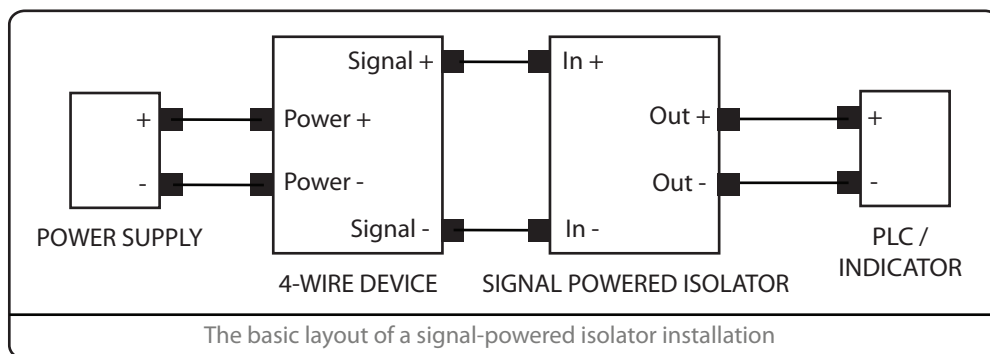 Signal +
In +
+
Power +
Out +
+
-
Power -
Out -
-
Signal -
In -
POWER SUPPLY
PLC /
INDICATOR
4-WIRE DEVICE
SIGNAL POWERED ISOLATOR
The basic layout of a signal-powered isolator installation